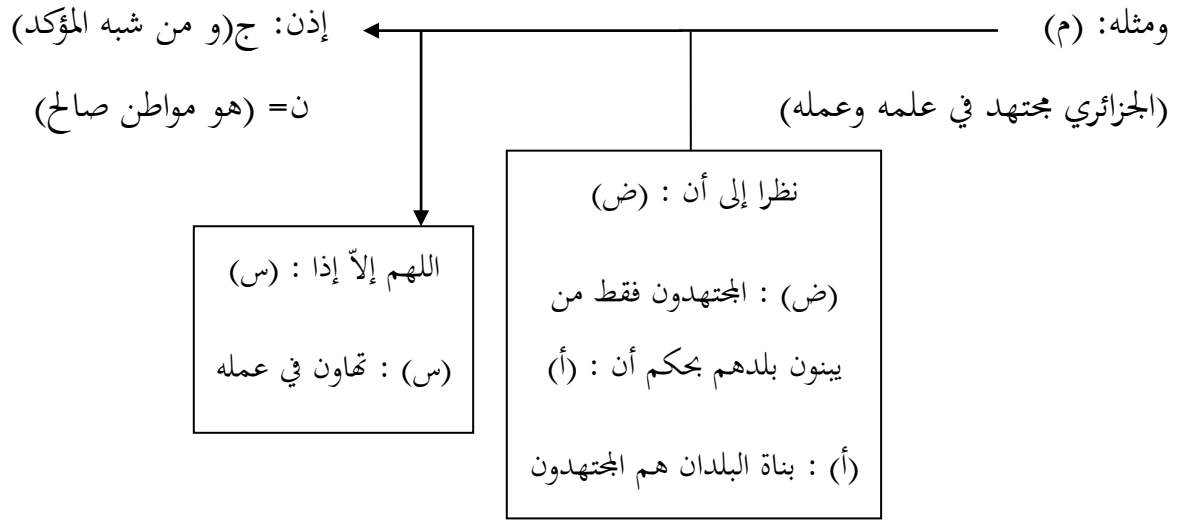 ومثله: (م)
إذن: ج(و من شبه المؤكد)
(الجزائري مجتهد في علمه وعمله)
ن= (هو مواطن صالح)
نظرا إلى أن : (ض)
(ض) : المجتهدون فقط من
يبنون بلدهم بحكم أن : (أ)
(أ) : بناة البلدان هم المجتهدون
اللهم إلاّ إذا : (س)
(س) : تهاون في عمله